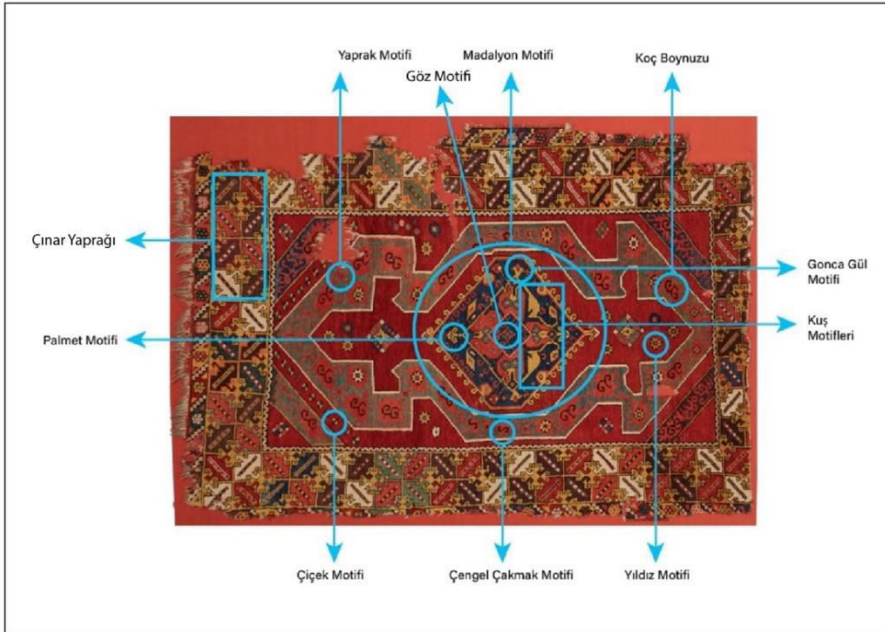 Yaprak Motifi
Madalyon Motifi
Koç Boynuzu
Göz Motifi
Çınar Yaprağı
Gonca Gül
Motifi
Palmet Motifi
Kuş
Motifleri
Çiçek Motifi
Çengel Çakmak Motifi
Yıldız Motifi